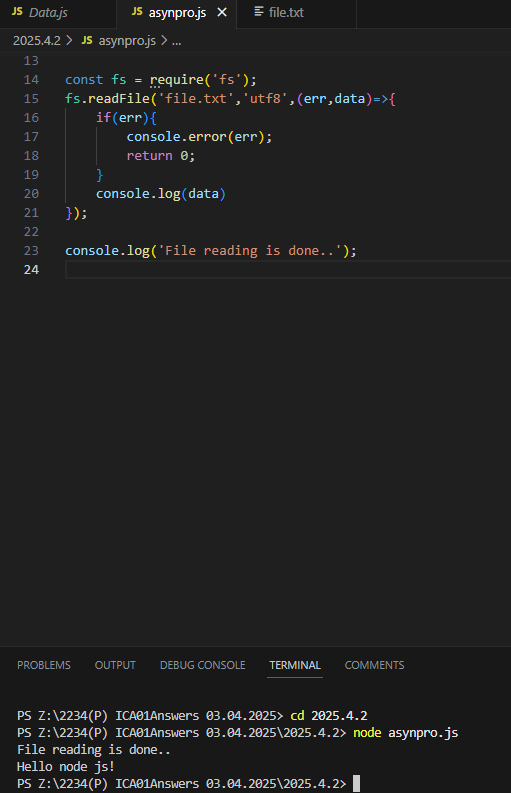 JS Data.js JS asynpro.js × file.txt
2025.4.2 > JS asynpro.js > ...
13
14 const fs = require('fs');
15 fs.readFile('file.txt','utf8',(err,data)=>{
16     if(err){
17         console.error(err);
18         return 0;
19     }
20     console.log(data)
21 });
22
23 console.log('File reading is done..');
24
PROBLEMS OUTPUT DEBUG CONSOLE TERMINAL COMMENTS
PS Z:\2234(P) ICA01Answers 03.04.2025> cd 2025.4.2
PS Z:\2234(P) ICA01Answers 03.04.2025\2025.4.2> node asynpro.js
File reading is done..
Hello node js!
PS Z:\2234(P) ICA01Answers 03.04.2025\2025.4.2>